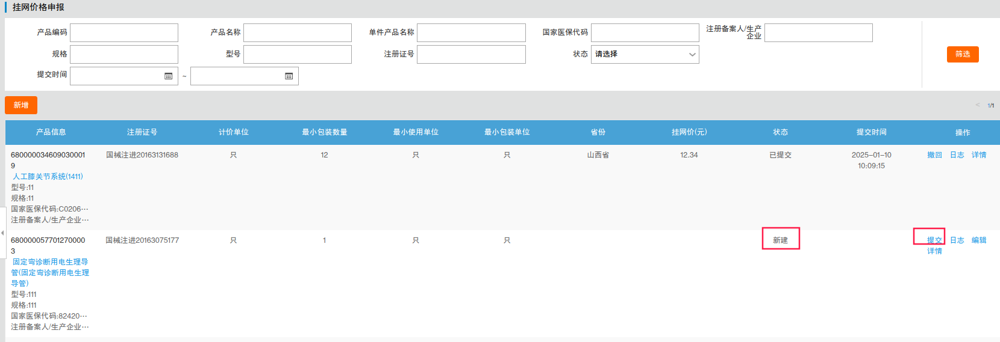 挂网价格申报
产品编码 产品名称 单件产品名称 国家医保代码 注册备案人/生产
企业
规格 型号 注册证号 状态 请选择 筛选
提交时间 ~
新增 < 1/1
产品信息 注册证号 计价单位 最小包装数量 最小使用单位 最小包装单位 省份 挂网价(元) 状态 提交时间 操作
680000034609030001 国械注进20163131688 只 12 只 只 山西省 12.34 已提交 2025-01-10 撤回 日志 详情
9 10:09:15
人工膝关节系统(1411)
型号:11
规格:11
国家医保代码:C0206…
注册备案人/生产企业…
680000057701270000 国械注进20163075177 只 1 只 只 新建 提交 日志 编辑
3 详情
固定弯诊断用电生理导
管(固定弯诊断用电生理
导管)
型号:111
规格:111
国家医保代码:82420…
注册备案人/生产企业…